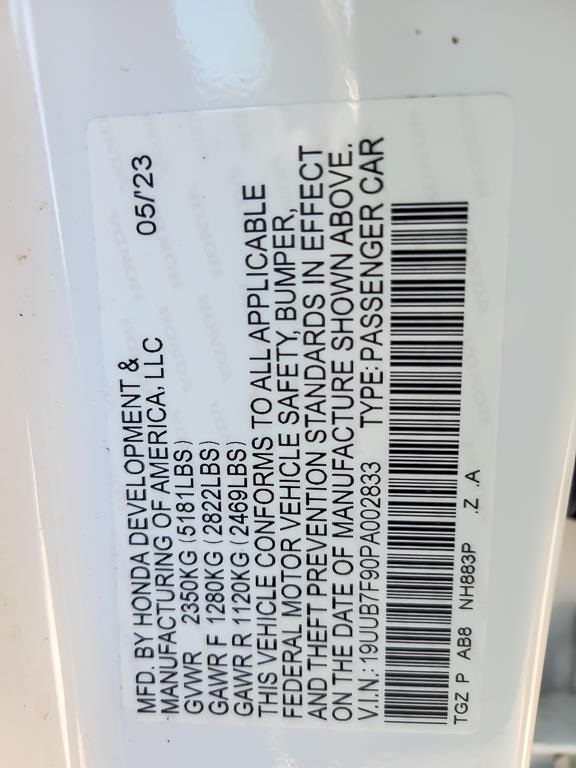 MFD. BY HONDA DEVELOPMENT &
MANUFACTURING OF AMERICA, LLC 05/'23
GVWR 2350KG(5181LBS)
GAWR F 1280KG(2822LBS)
GAWR R 1120KG(2469LBS)
THIS VEHICLE CONFORMS TO ALL APPLICABLE
FEDERAL MOTOR VEHICLE SAFETY, BUMPER,
AND THEFT PREVENTION STANDARDS IN EFFECT
ON THE DATE OF MANUFACTURE SHOWN ABOVE.
V.I.N.:19UUB7F90PA002833 TYPE:PASSENGER CAR
TGZ P AB8 NH883P .Z .A